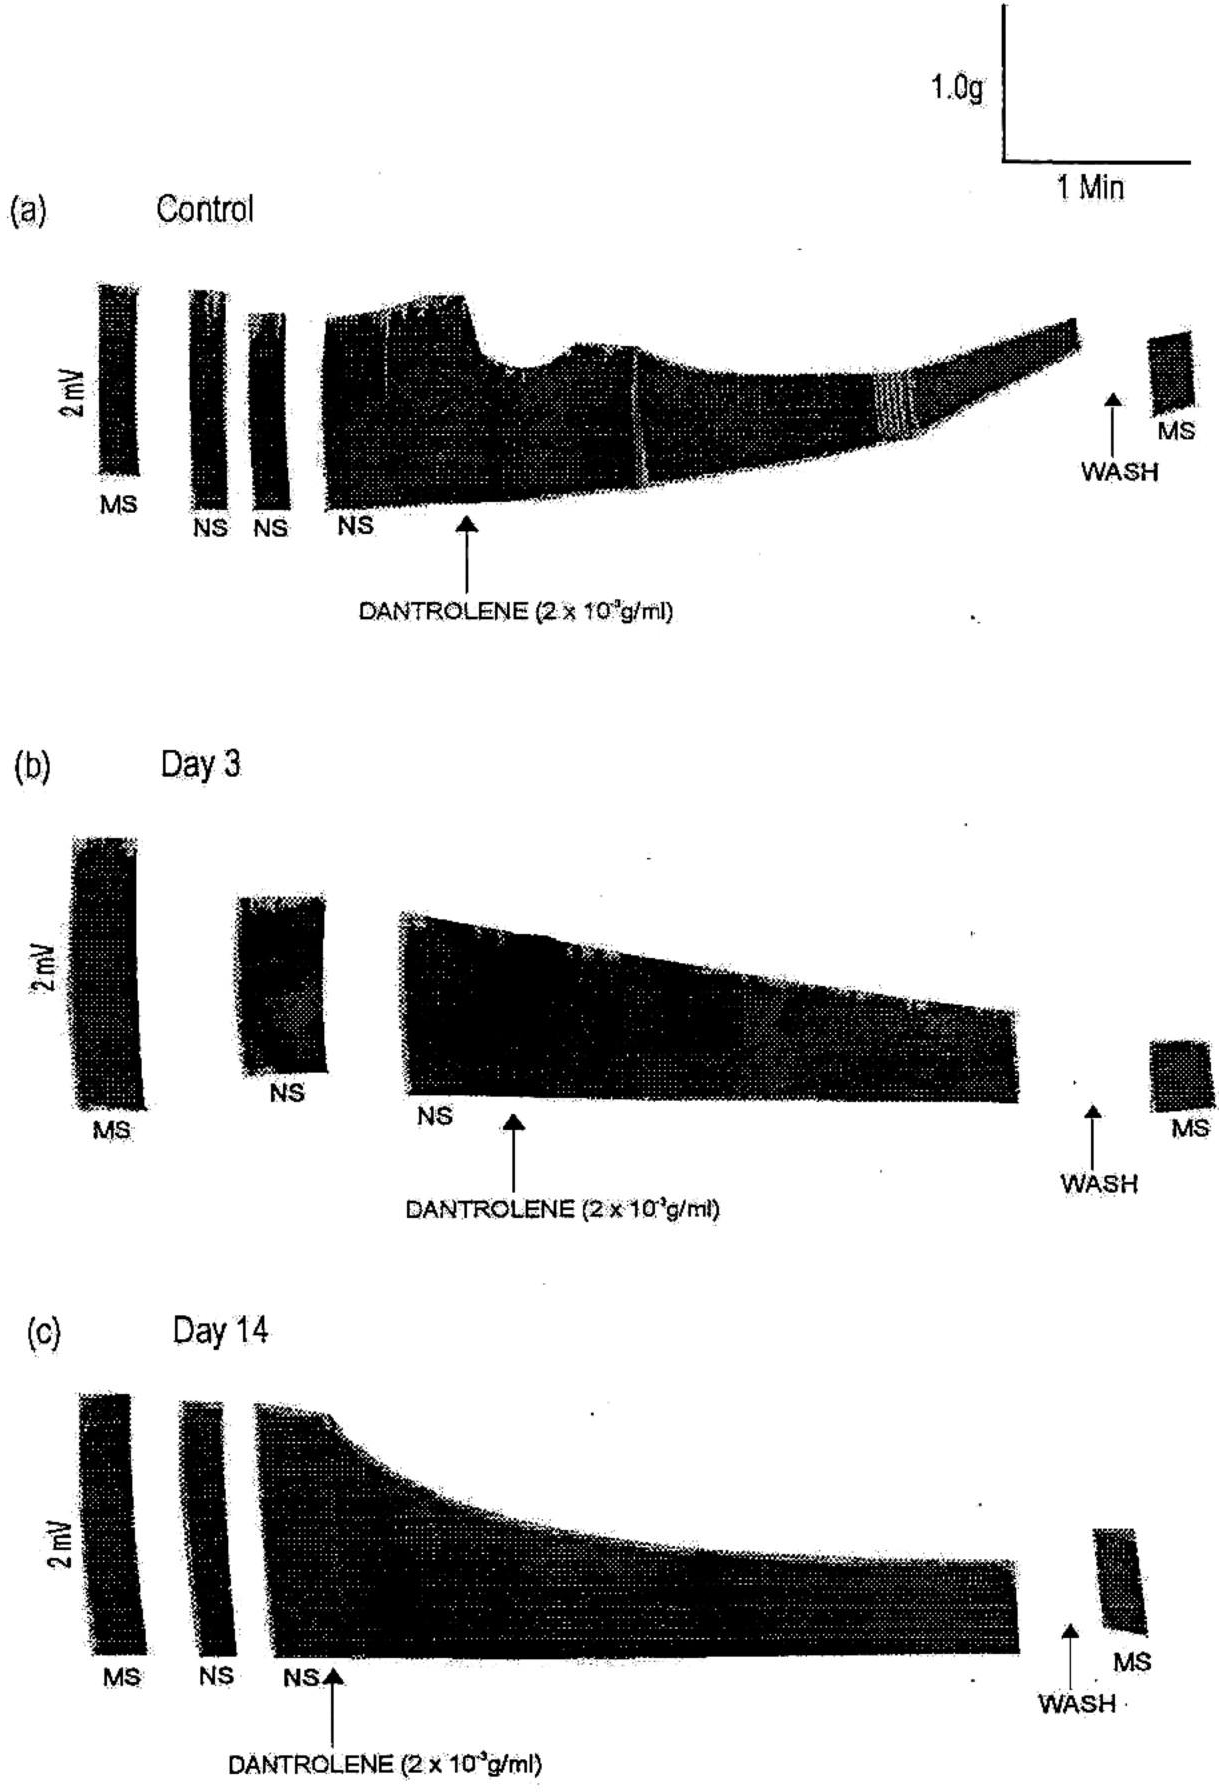 1.0g
1 Min
(a) Control
2 mV
MS
NS
NS
NS
WASH
MS
DANTROLENE (2 x 10⁻³g/ml)
(b) Day 3
2 mV
MS
NS
NS
WASH
MS
DANTROLENE (2 x 10⁻³g/ml)
(c) Day 14
2 mV
MS
NS
NS
WASH
MS
DANTROLENE (2 x 10⁻³g/ml)